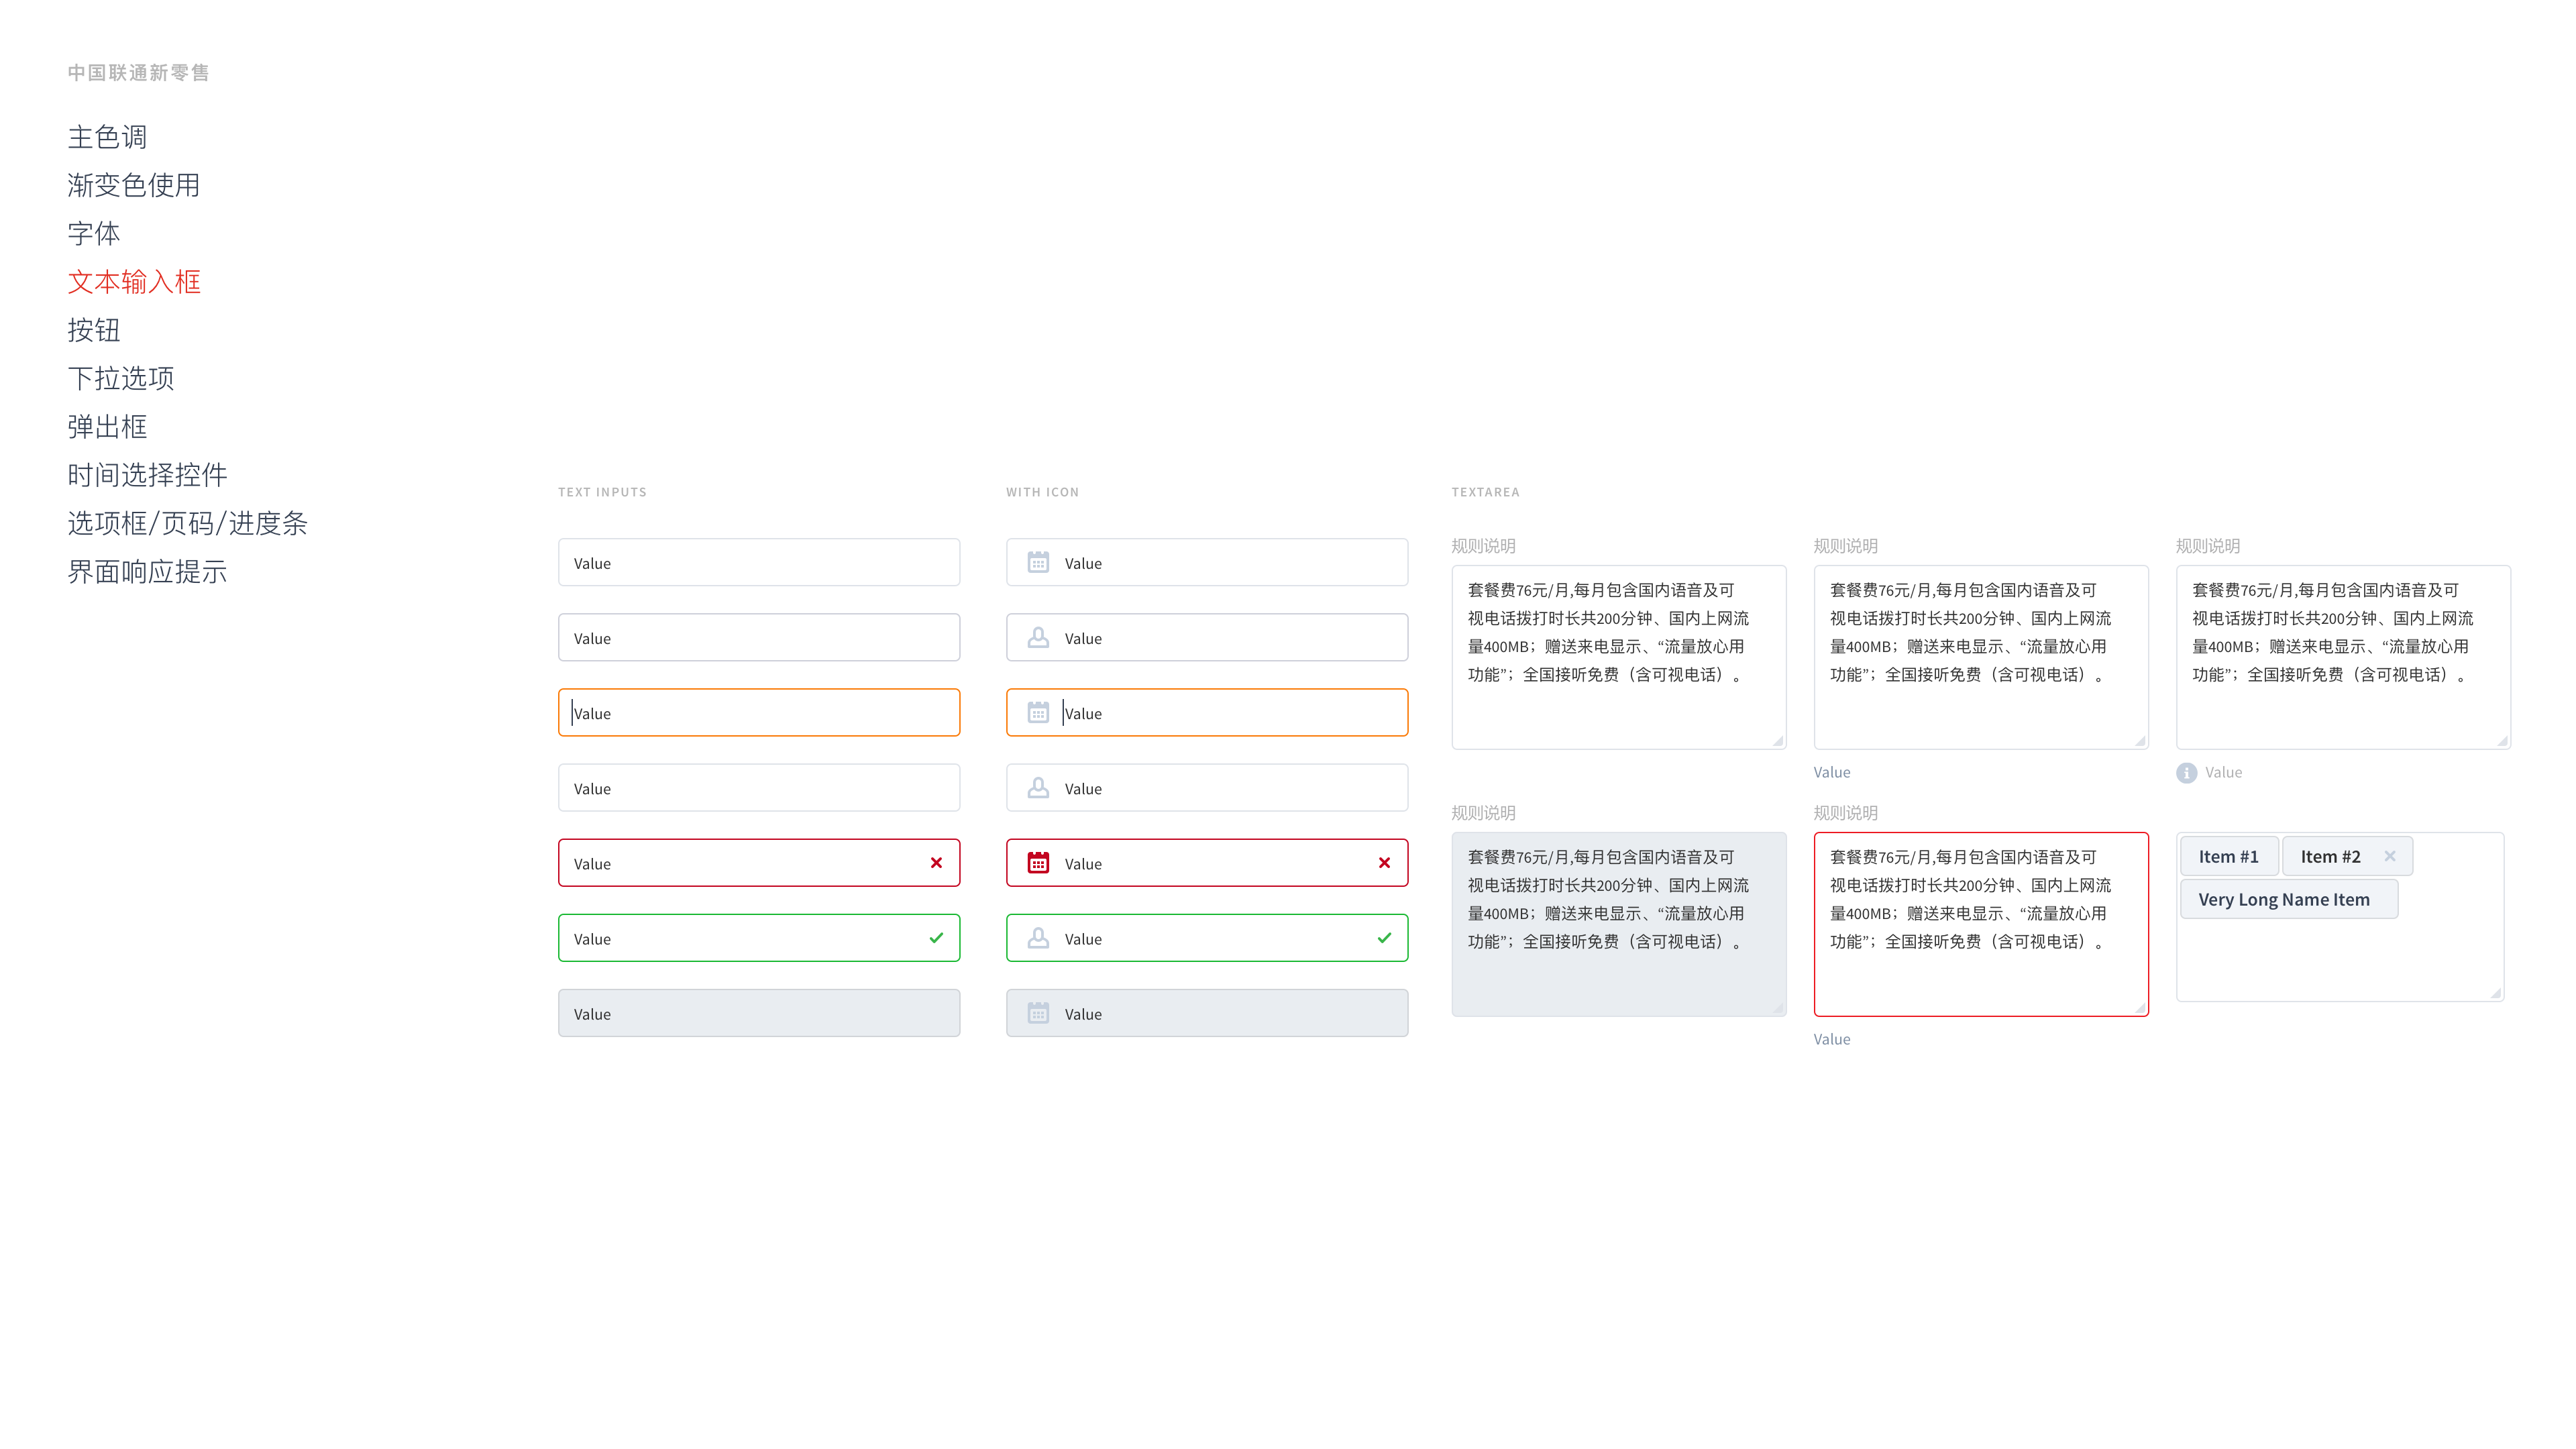 中国联通新零售
主色调
渐变色使用
字体
文本输入框
按钮
下拉选项
弹出框
时间选择控件
选项框/页码/进度条
界面响应提示
TEXT INPUTS
Value
Value
Value
Value
Value
Value
Value
WITH ICON
Value
Value
Value
Value
Value
Value
Value
TEXTAREA
规则说明
套餐费76元/月,每月包含国内语音及可
视电话拨打时长共200分钟、国内上网流
量400MB；赠送来电显示、“流量放心用
功能”；全国接听免费（含可视电话）。
规则说明
套餐费76元/月,每月包含国内语音及可
视电话拨打时长共200分钟、国内上网流
量400MB；赠送来电显示、“流量放心用
功能”；全国接听免费（含可视电话）。
Value
规则说明
套餐费76元/月,每月包含国内语音及可
视电话拨打时长共200分钟、国内上网流
量400MB；赠送来电显示、“流量放心用
功能”；全国接听免费（含可视电话）。
Value
规则说明
套餐费76元/月,每月包含国内语音及可
视电话拨打时长共200分钟、国内上网流
量400MB；赠送来电显示、“流量放心用
功能”；全国接听免费（含可视电话）。
规则说明
套餐费76元/月,每月包含国内语音及可
视电话拨打时长共200分钟、国内上网流
量400MB；赠送来电显示、“流量放心用
功能”；全国接听免费（含可视电话）。
Value
Item #1
Item #2
Very Long Name Item